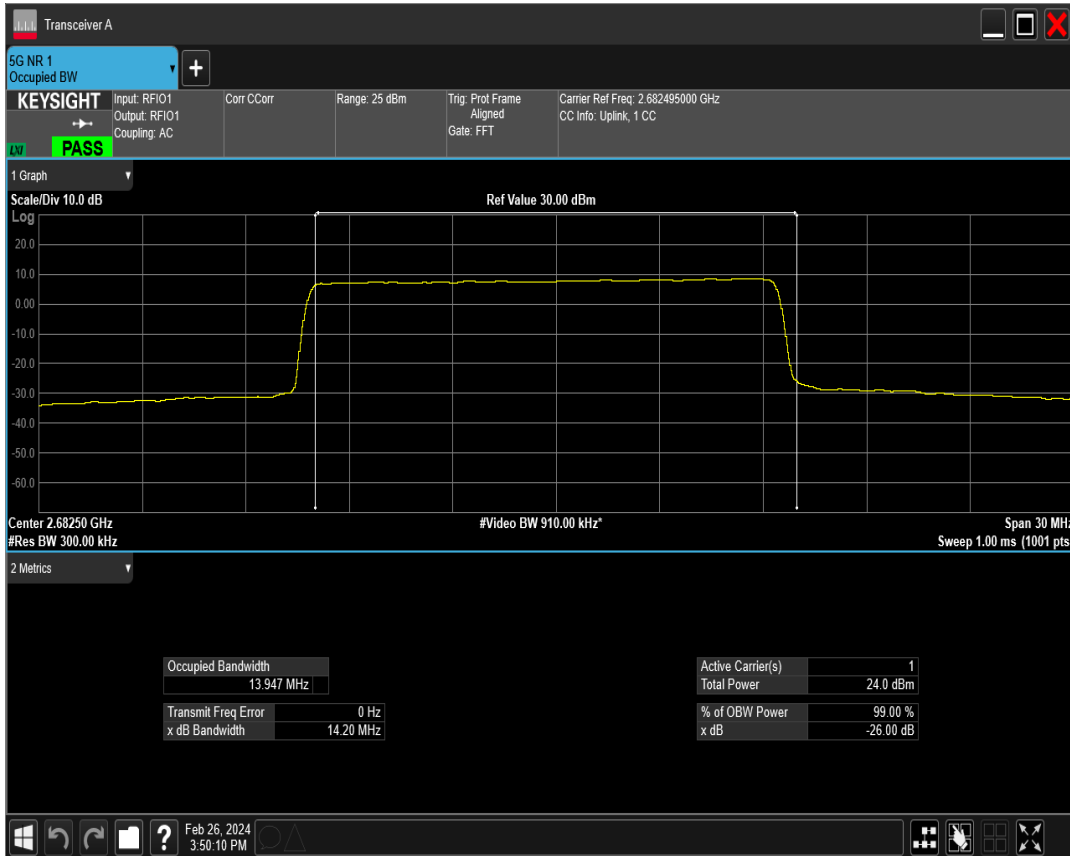 Transceiver A
5G NR 1
Occupied BW
+
KEYSIGHT
Input: RFIO1
Output: RFIO1
Coupling: AC
Corr CCorr
Range: 25 dBm
Trig: Prot Frame
Aligned
Gate: FFT
Carrier Ref Freq: 2.682495000 GHz
CC Info: Uplink, 1 CC
LXI
PASS
1 Graph
Scale/Div 10.0 dB
Ref Value 30.00 dBm
Log
20.0
10.0
0.00
-10.0
-20.0
-30.0
-40.0
-50.0
-60.0
Center 2.68250 GHz
#Video BW 910.00 kHz*
Span 30 MHz
#Res BW 300.00 kHz
Sweep 1.00 ms (1001 pts
2 Metrics
Occupied Bandwidth
13.947 MHz
Transmit Freq Error 0 Hz
x dB Bandwidth 14.20 MHz
Active Carrier(s) 1
Total Power 24.0 dBm
% of OBW Power 99.00 %
x dB -26.00 dB
?
Feb 26, 2024
3:50:10 PM